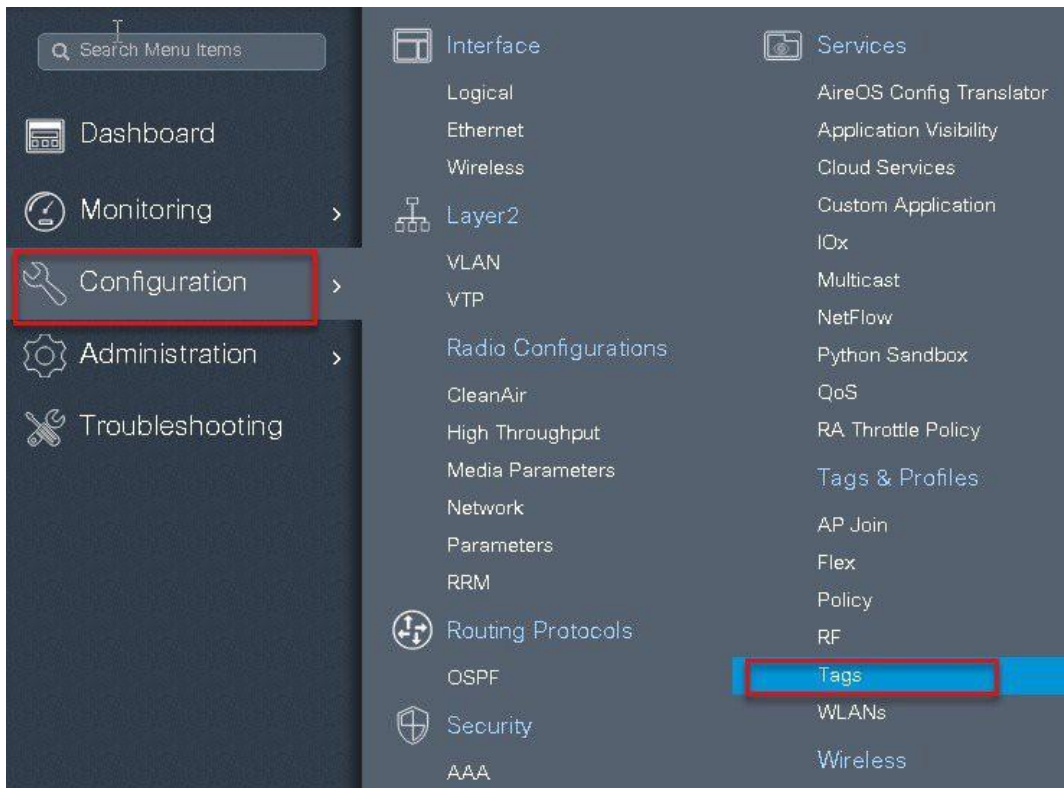 Search Menu Items
Dashboard
Monitoring
Configuration
Administration
Troubleshooting
Interface
Logical
Ethernet
Wireless
Layer2
VLAN
VTP
Radio Configurations
CleanAir
High Throughput
Media Parameters
Network
Parameters
RRM
Routing Protocols
OSPF
Security
AAA
Services
AireOS Config Translator
Application Visibility
Cloud Services
Custom Application
IOx
Multicast
NetFlow
Python Sandbox
QoS
RA Throttle Policy
Tags & Profiles
AP Join
Flex
Policy
RF
Tags
WLANs
Wireless